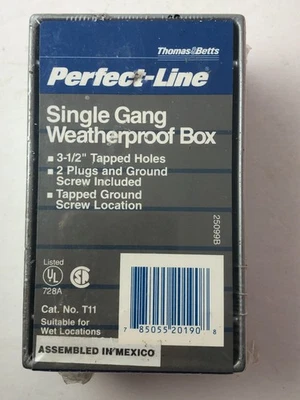 Thomas&Betts
Perfect-Line
Single Gang
Weatherproof Box
■ 3-1/2" Tapped Holes
■ 2 Plugs and Ground
Screw Included
■ Tapped Ground
Screw Location
25099B
Listed
UL
SA
728A
Cat. No. T11
Suitable for
Wet Locations
7 85055 20190 8
ASSEMBLED IN MEXICO